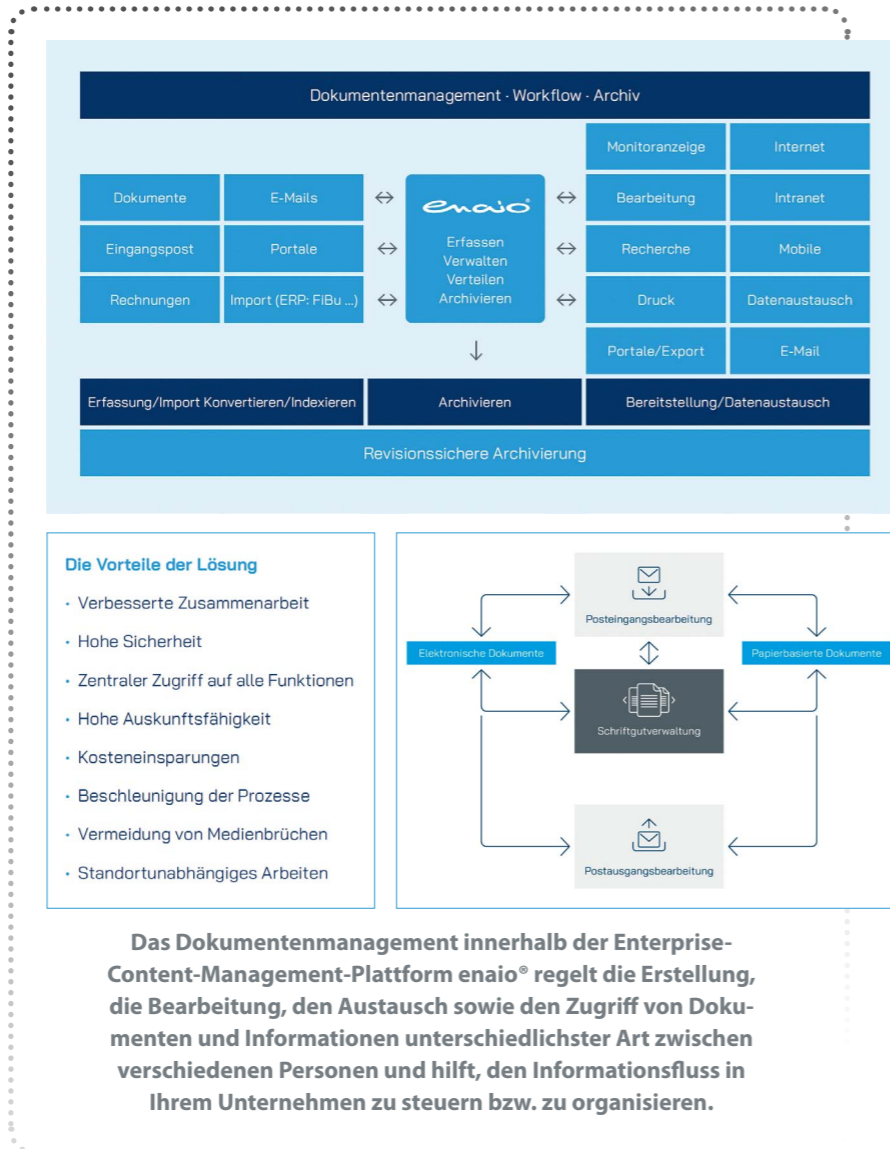 Dokumentenmanagement · Workflow · Archiv
Monitoranzeige
Internet
Dokumente
E-Mails
enaio®
Erfassen
Verwalten
Verteilen
Archivieren
Bearbeitung
Intranet
Eingangspost
Portale
Recherche
Mobile
Rechnungen
Import (ERP: FIBu ...)
Druck
Datenaustausch
Portale/Export
E-Mail
Erfassung/Import Konvertieren/Indexieren
Archivieren
Bereitstellung/Datenaustausch
Revisionssichere Archivierung
Die Vorteile der Lösung
· Verbesserte Zusammenarbeit
· Hohe Sicherheit
· Zentraler Zugriff auf alle Funktionen
· Hohe Auskunftsfähigkeit
· Kosteneinsparungen
· Beschleunigung der Prozesse
· Vermeidung von Medienbrüchen
· Standortunabhängiges Arbeiten
Posteingangsbearbeitung
Elektronische Dokumente
Papierbasierte Dokumente
Schriftgutverwaltung
Postausgangsbearbeitung
Das Dokumentenmanagement innerhalb der Enterprise-
Content-Management-Plattform enaio® regelt die Erstellung,
die Bearbeitung, den Austausch sowie den Zugriff von Doku-
menten und Informationen unterschiedlichster Art zwischen
verschiedenen Personen und hilft, den Informationsfluss in
Ihrem Unternehmen zu steuern bzw. zu organisieren.